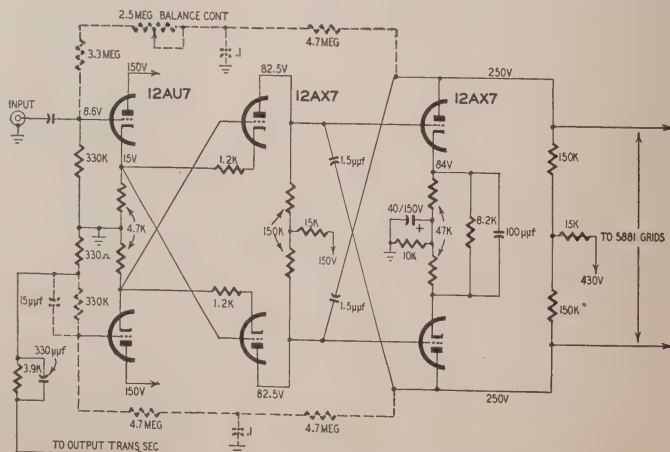 2.5MEG BALANCE CONT
4.7MEG
3.3MEG
.1
150V
82.5V
250V
12AU7
12AX7
12AX7
INPUT
8.6V
15V
84V
330K
1.2K
1.5µµf
150K
4.7K
40/150V
+
47K
8.2K
100µµf
15K
TO 5881 GRIDS
150K
15K
150V
10K
430V
330Ω
15µµf
330K
1.2K
1.5µµf
150K
330µµf
3.9K
150V
82.5V
250V
4.7MEG
.1
4.7MEG
TO OUTPUT TRANS SEC